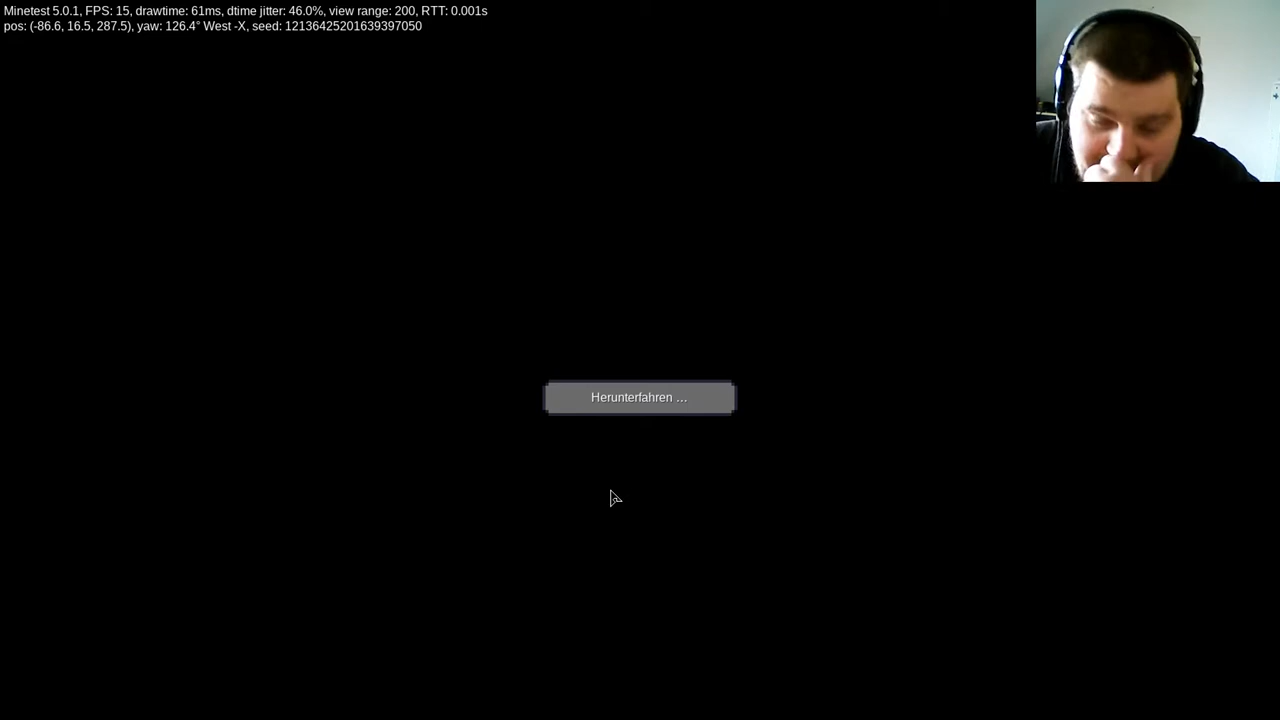 Minetest 5.0.1, FPS: 15, drawtime: 61ms, dtime jitter: 46.0%, view range: 200, RTT: 0.001s
pos: (-86.6, 16.5, 287.5), yaw: 126.4° West -X, seed: 12136425201639397050
Herunterfahren ...